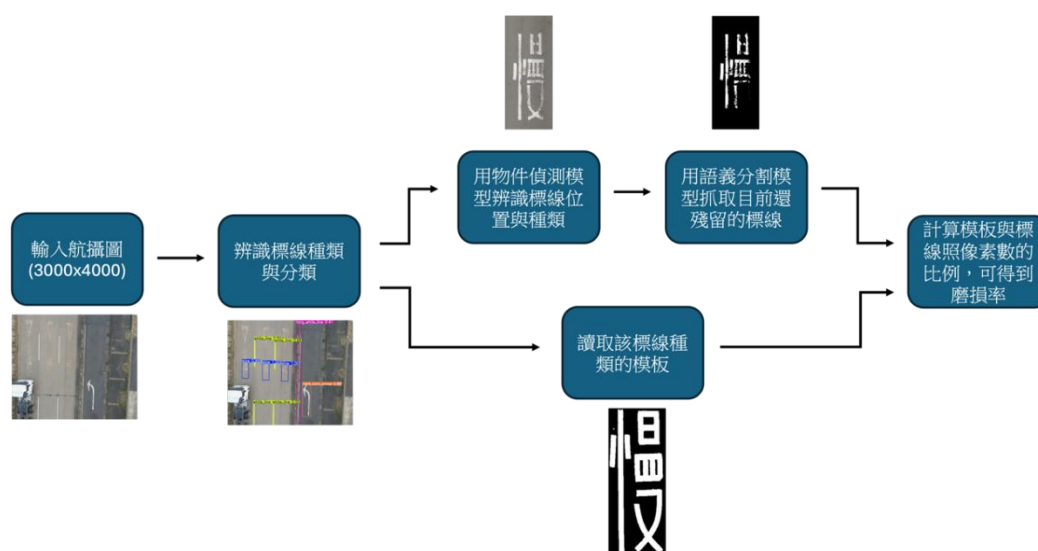 慢
用物件偵測模
型辨識標線位
置與種類
用語義分割模
型抓取目前還
殘留的標線
輸入航攝圖
(3000x4000)
辨識標線種類
與分類
計算模板與標
線照像素數的
比例，可得到
磨損率
讀取該標線種
類的模板
慢